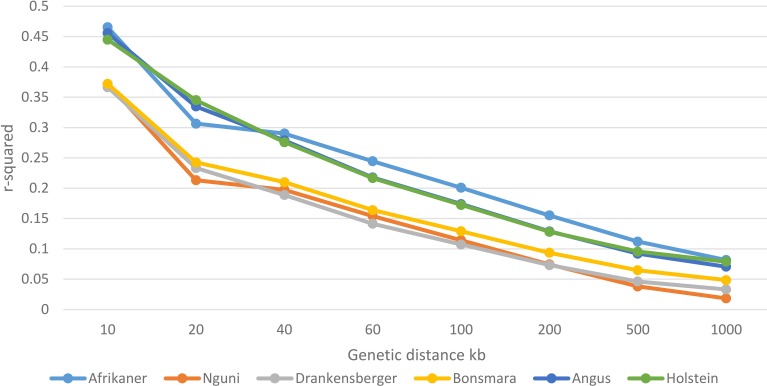 0.5
0.45
0.4
0.35
0.3
0.25
0.2
0.15
0.1
0.05
0
r-squared
10 20 40 60 100 200 500 1000
Genetic distance kb
Afrikaner Nguni Drankensberger Bonsmara Angus Holstein